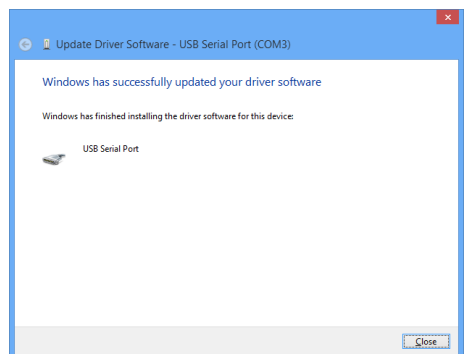 Update Driver Software - USB Serial Port (COM3)
Windows has successfully updated your driver software
Windows has finished installing the driver software for this device:
USB Serial Port
Close